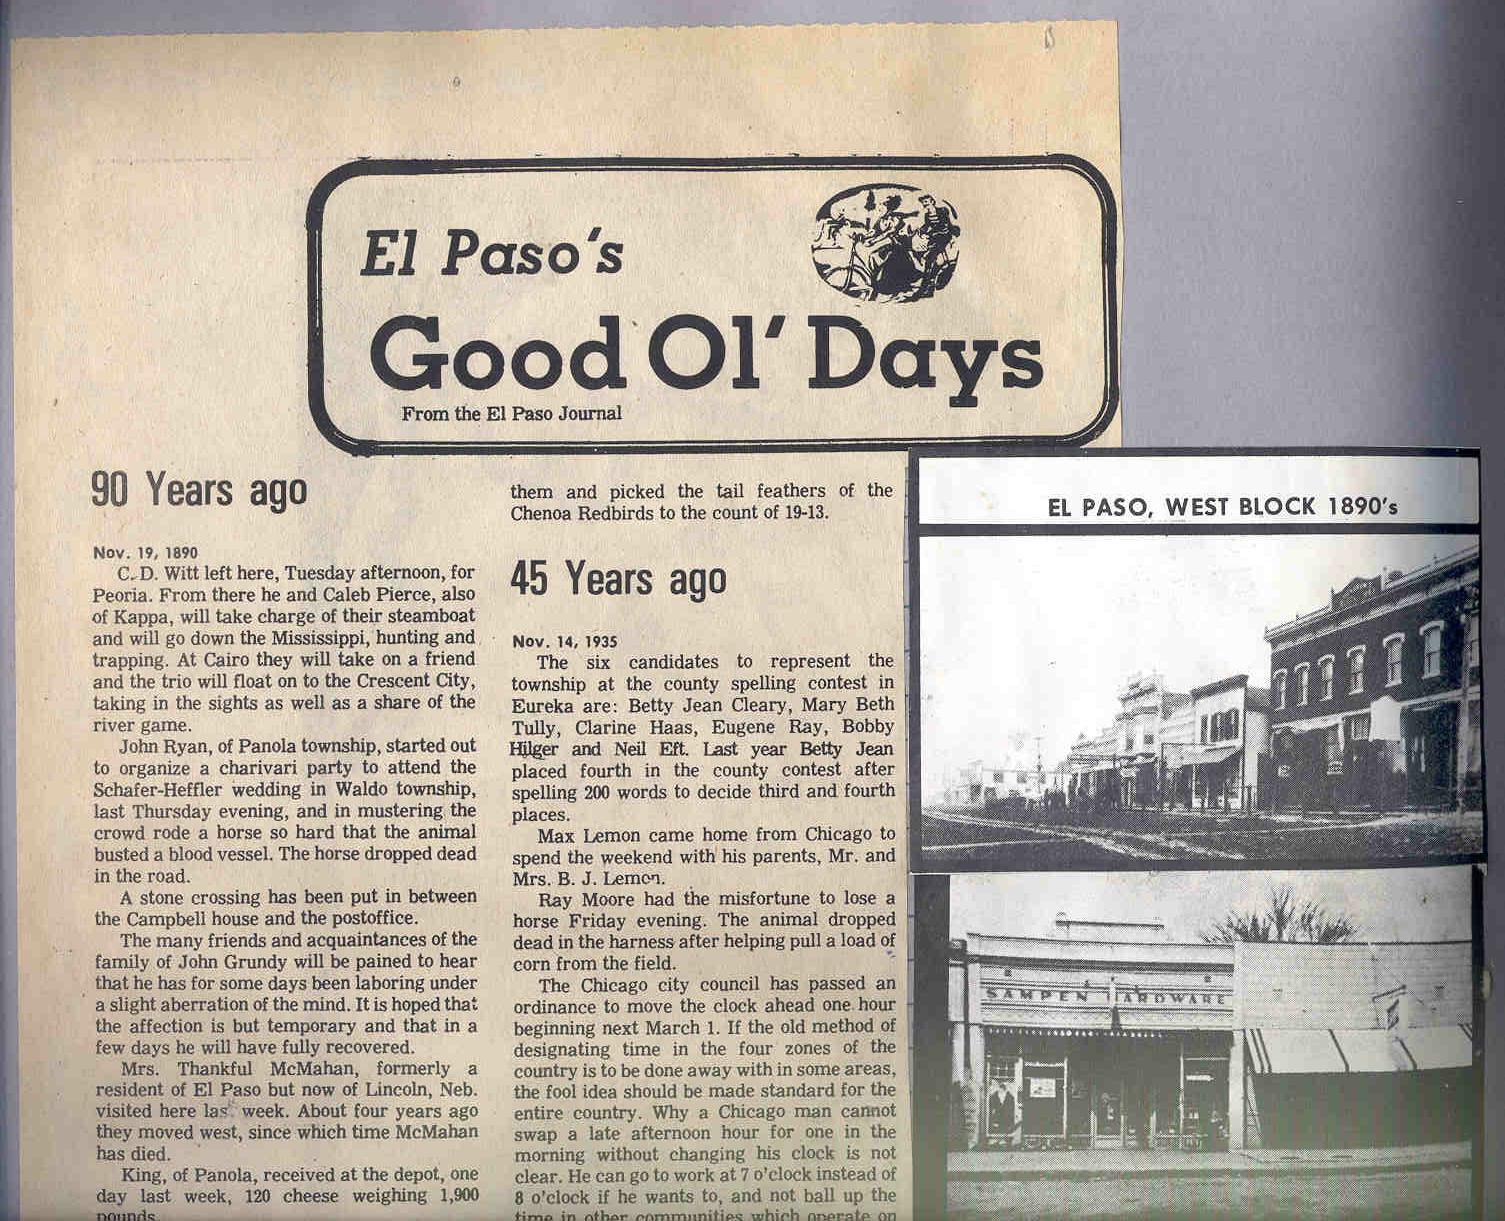 El Paso's
Good Ol' Days
From the El Paso Journal
90 Years ago
Nov. 19, 1890
C. D. Witt left here, Tuesday afternoon, for
Peoria. From there he and Caleb Pierce, also
of Kappa, will take charge of their steamboat
and will go down the Mississippi, hunting and
trapping. At Cairo they will take on a friend
and the trio will float on to the Crescent City,
taking in the sights as well as a share of the
river game.
John Ryan, of Panola township, started out
to organize a charivari party to attend the
Schafer-Heffler wedding in Waldo township,
last Thursday evening, and in mustering the
crowd rode a horse so hard that the animal
busted a blood vessel. The horse dropped dead
in the road.
A stone crossing has been put in between
the Campbell house and the postoffice.
The many friends and acquaintances of the
family of John Grundy will be pained to hear
that he has for some days been laboring under
a slight aberration of the mind. It is hoped that
the affection is but temporary and that in a
few days he will have fully recovered.
Mrs. Thankful McMahan, formerly a
resident of El Paso but now of Lincoln, Neb.
visited here last week. About four years ago
they moved west, since which time McMahan
has died.
King, of Panola, received at the depot, one
day last week, 120 cheese weighing 1,900
pounds.
them and picked the tail feathers of the
Chenoa Redbirds to the count of 19-13.
45 Years ago
Nov. 14, 1935
The six candidates to represent the
township at the county spelling contest in
Eureka are: Betty Jean Cleary, Mary Beth
Tully, Clarine Haas, Eugene Ray, Bobby
Hilger and Neil Eft. Last year Betty Jean
placed fourth in the county contest after
spelling 200 words to decide third and fourth
places.
Max Lemon came home from Chicago to
spend the weekend with his parents, Mr. and
Mrs. B. J. Lemon.
Ray Moore had the misfortune to lose a
horse Friday evening. The animal dropped
dead in the harness after helping pull a load of
corn from the field.
The Chicago city council has passed an
ordinance to move the clock ahead one hour
beginning next March 1. If the old method of
designating time in the four zones of the
country is to be done away with in some areas,
the fool idea should be made standard for the
entire country. Why a Chicago man cannot
swap a late afternoon hour for one in the
morning without changing his clock is not
clear. He can go to work at 7 o'clock instead of
8 o'clock if he wants to, and not ball up the
time in other communities which operate on
EL PASO, WEST BLOCK 1890's
SAMPEN HARDWARE